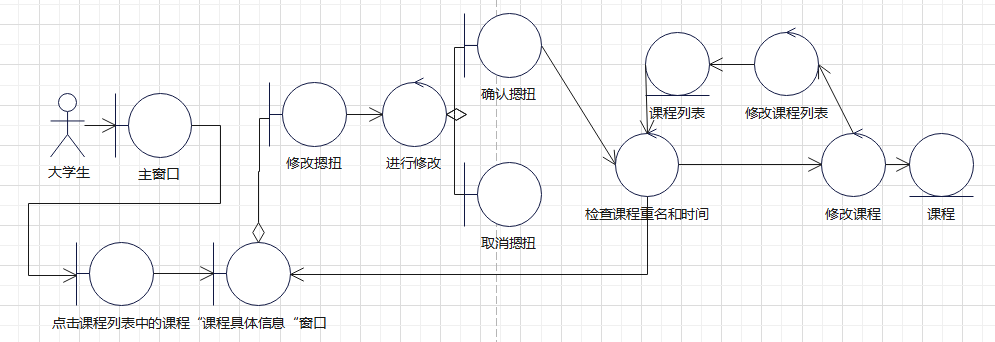 确认摁扭
课程列表
修改课程列表
大学生
主窗口
修改摁扭
进行修改
检查课程重名和时间
修改课程
课程
取消摁扭
点击课程列表中的课程
“课程具体信息“窗口